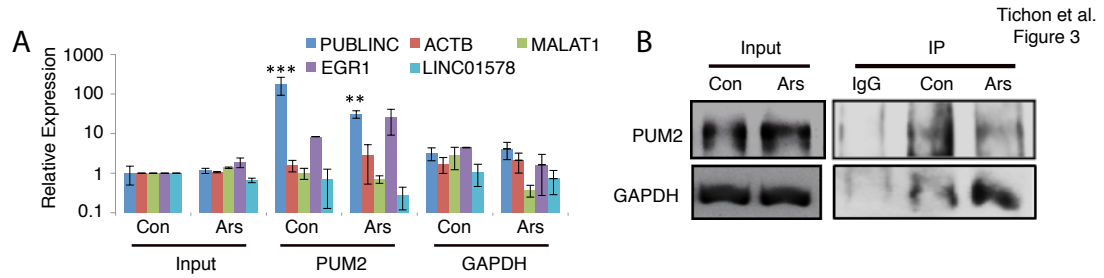 Tichon et al.
Figure 3
A
PUBLINC ACTB MALAT1
EGR1 LINC01578
Relative Expression
1000
100
10
1
0.1
***
**
Con Ars Con Ars Con Ars
Input PUM2 GAPDH
B
Input IP
Con Ars IgG Con Ars
PUM2
GAPDH